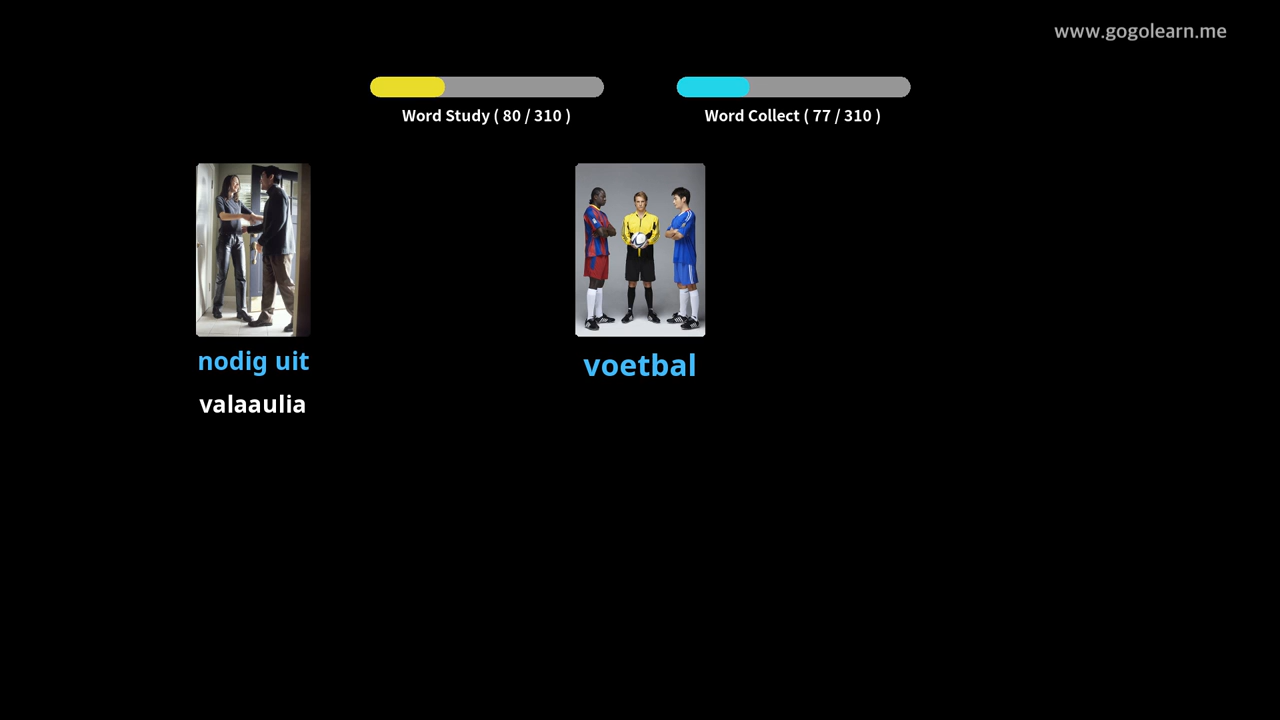 www.gogolearn.me
Word Study ( 80 / 310 )
Word Collect ( 77 / 310 )
nodig uit
valaaulia
voetbal